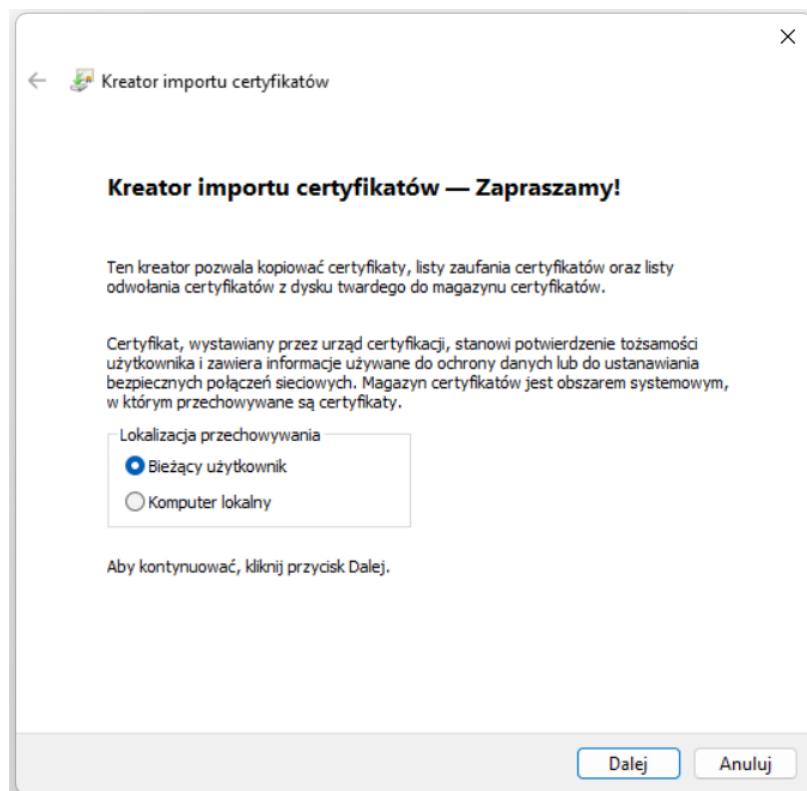 Kreator importu certyfikatów
Kreator importu certyfikatów — Zapraszamy!
Ten kreator pozwala kopiować certyfikaty, listy zaufania certyfikatów oraz listy
odwołania certyfikatów z dysku twardego do magazynu certyfikatów.
Certyfikat, wystawiany przez urząd certyfikacji, stanowi potwierdzenie tożsamości
użytkownika i zawiera informacje używane do ochrony danych lub do ustanawiania
bezpiecznych połączeń sieciowych. Magazyn certyfikatów jest obszarem systemowym,
w którym przechowywane są certyfikaty.
Lokalizacja przechowywania
Bieżący użytkownik
Komputer lokalny
Aby kontynuować, kliknij przycisk Dalej.
Dalej
Anuluj